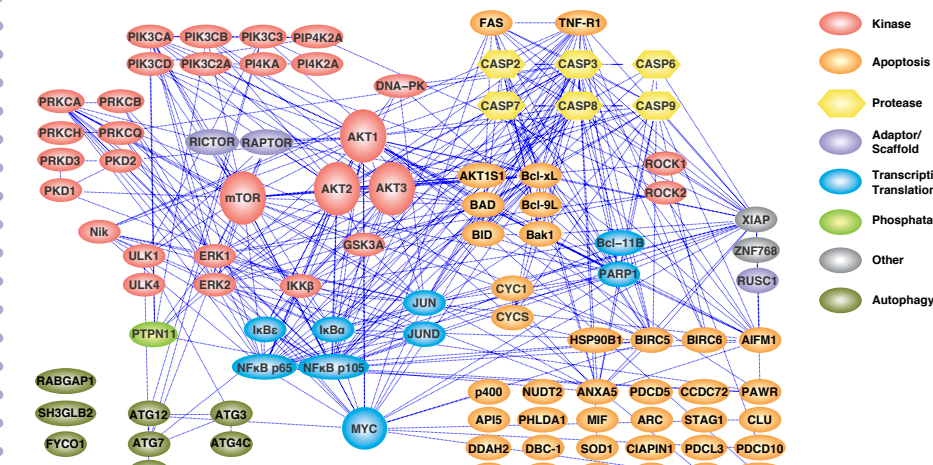 FAS TNF-R1
PIK3CA PIK3CB PIK3C3 PIP4K2A
PIK3CD PIK3C2A PI4KA PI4K2A
CASP2 CASP3 CASP6
DNA-PK
PRKCA PRKCB
CASP7 CASP8 CASP9
PRKCH PRKCQ
RICTOR RAPTOR AKT1
PRKD3 PKD2
ROCK1
PKD1
mTOR AKT2 AKT3
AKT1S1 Bcl-xL
ROCK2
BAD Bcl-9L
XIAP
Nik
BID Bak1
GSK3A
Bcl-11B
ZNF768
ULK1 ERK1
PARP1
RUSC1
ULK4 ERK2 IKKβ
CYC1
JUN
CYCS
PTPN11 IκBε IκBα JUND
HSP90B1 BIRC5 BIRC6 AIFM1
NFκB p65 NFκB p105
RABGAP1
p400 NUDT2 ANXA5 PDCD5 CCDC72 PAWR
SH3GLB2 ATG12 ATG3
MYC
API5 PHLDA1 MIF ARC STAG1 CLU
FYCO1 ATG7 ATG4C
DDAH2 DBC-1 SOD1 CIAPIN1 PDCL3 PDCD10
Kinase
Apoptosis
Protease
Adaptor/
Scaffold
Transcripti
Translation
Phosphata
Other
Autophagy